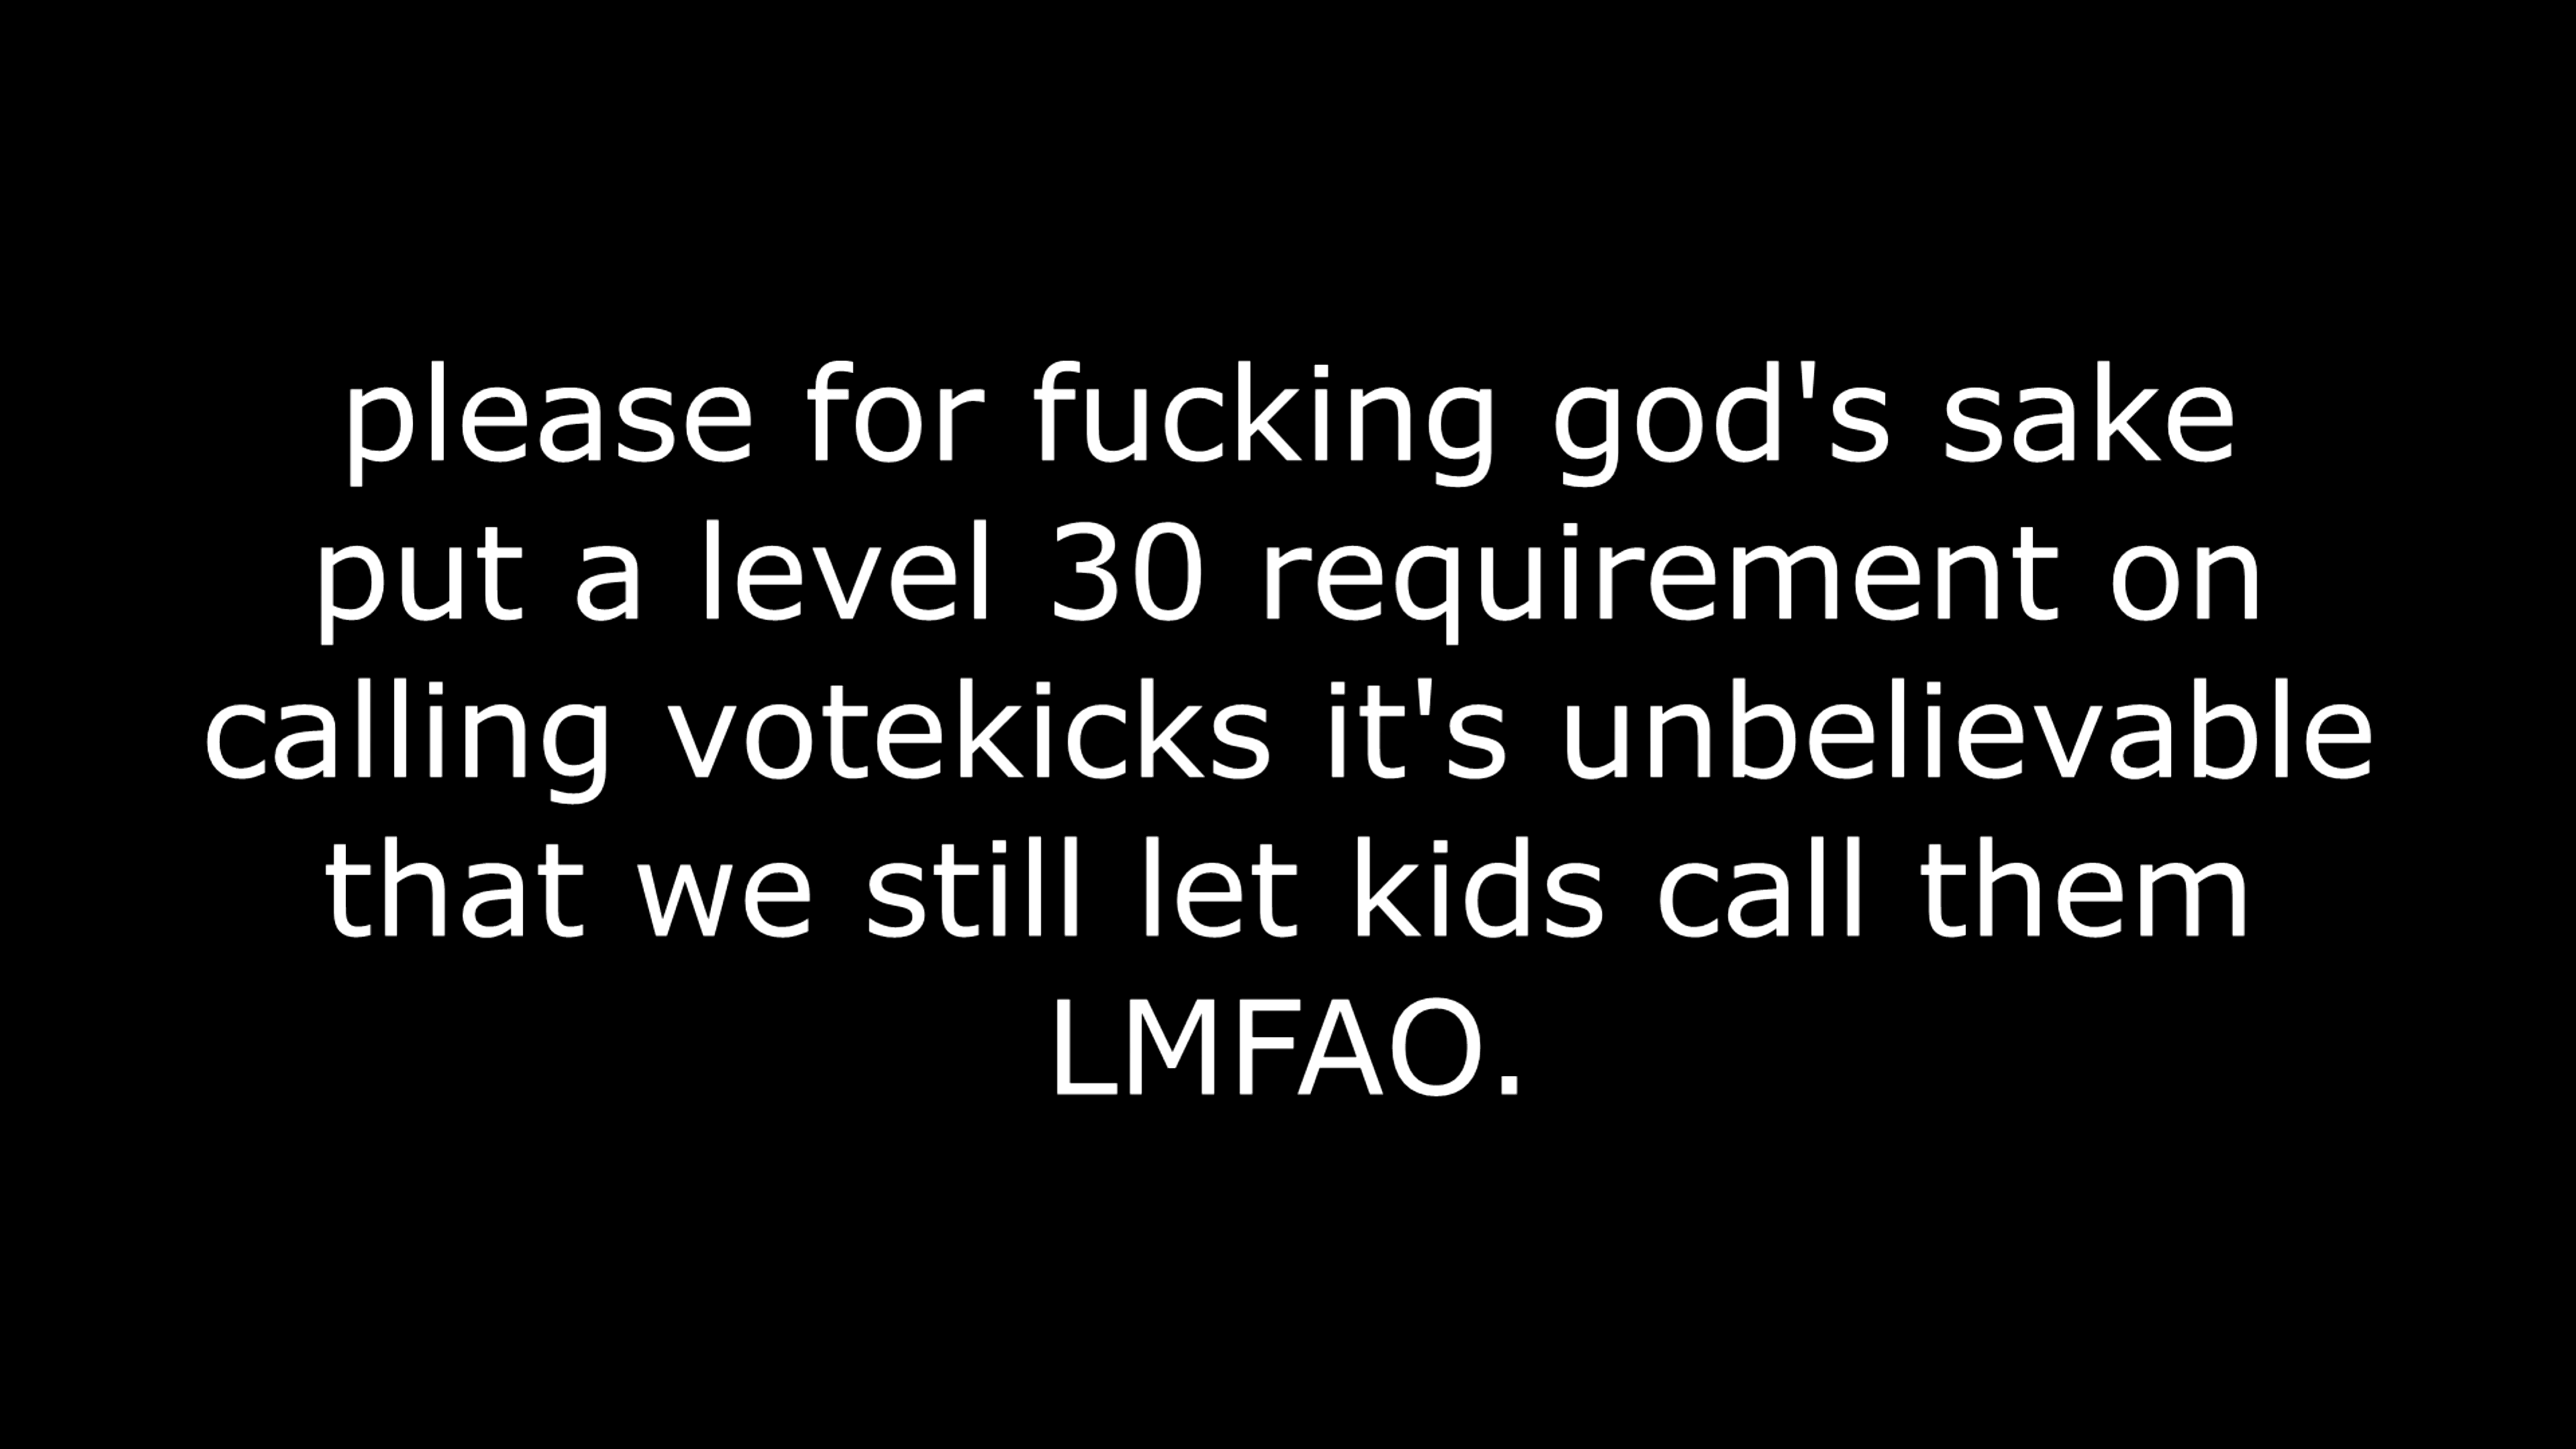 please for fucking god's sake
put a level 30 requirement on
calling votekicks it's unbelievable
that we still let kids call them
LMFAO.